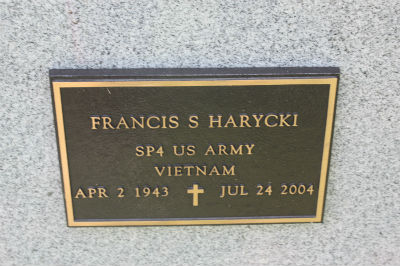 FRANCIS S HARYCKI
SP4 US ARMY
VIETNAM
APR 2 1943 JUL 24 2004